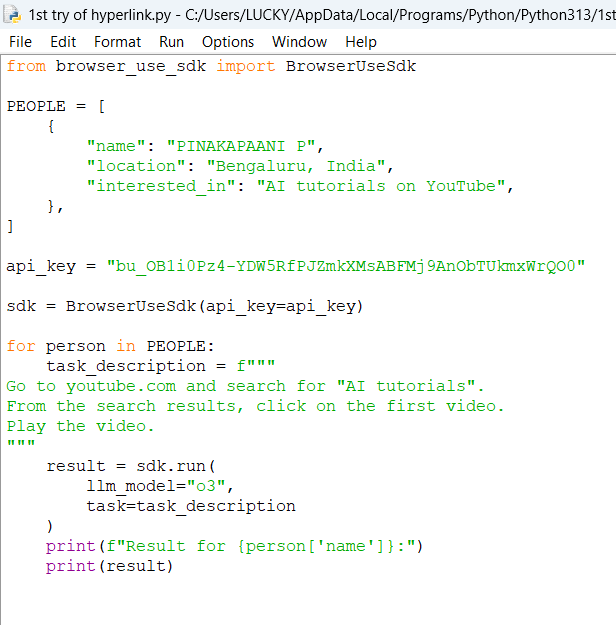 1st try of hyperlink.py - C:/Users/LUCKY/AppData/Local/Programs/Python/Python313/1st
File Edit Format Run Options Window Help
from browser_use_sdk import BrowserUseSdk
PEOPLE = [
    {
        "name": "PINAKAPAANI P",
        "location": "Bengaluru, India",
        "interested_in": "AI tutorials on YouTube",
    },
]
api_key = "bu_OB1i0Pz4-YDW5RfPJZmkXMsABFMj9AnObTUkmxWrQO0"
sdk = BrowserUseSdk(api_key=api_key)
for person in PEOPLE:
    task_description = f"""
Go to youtube.com and search for "AI tutorials".
From the search results, click on the first video.
Play the video.
"""
    result = sdk.run(
        llm_model="o3",
        task=task_description
    )
    print(f"Result for {person['name']}:")
    print(result)